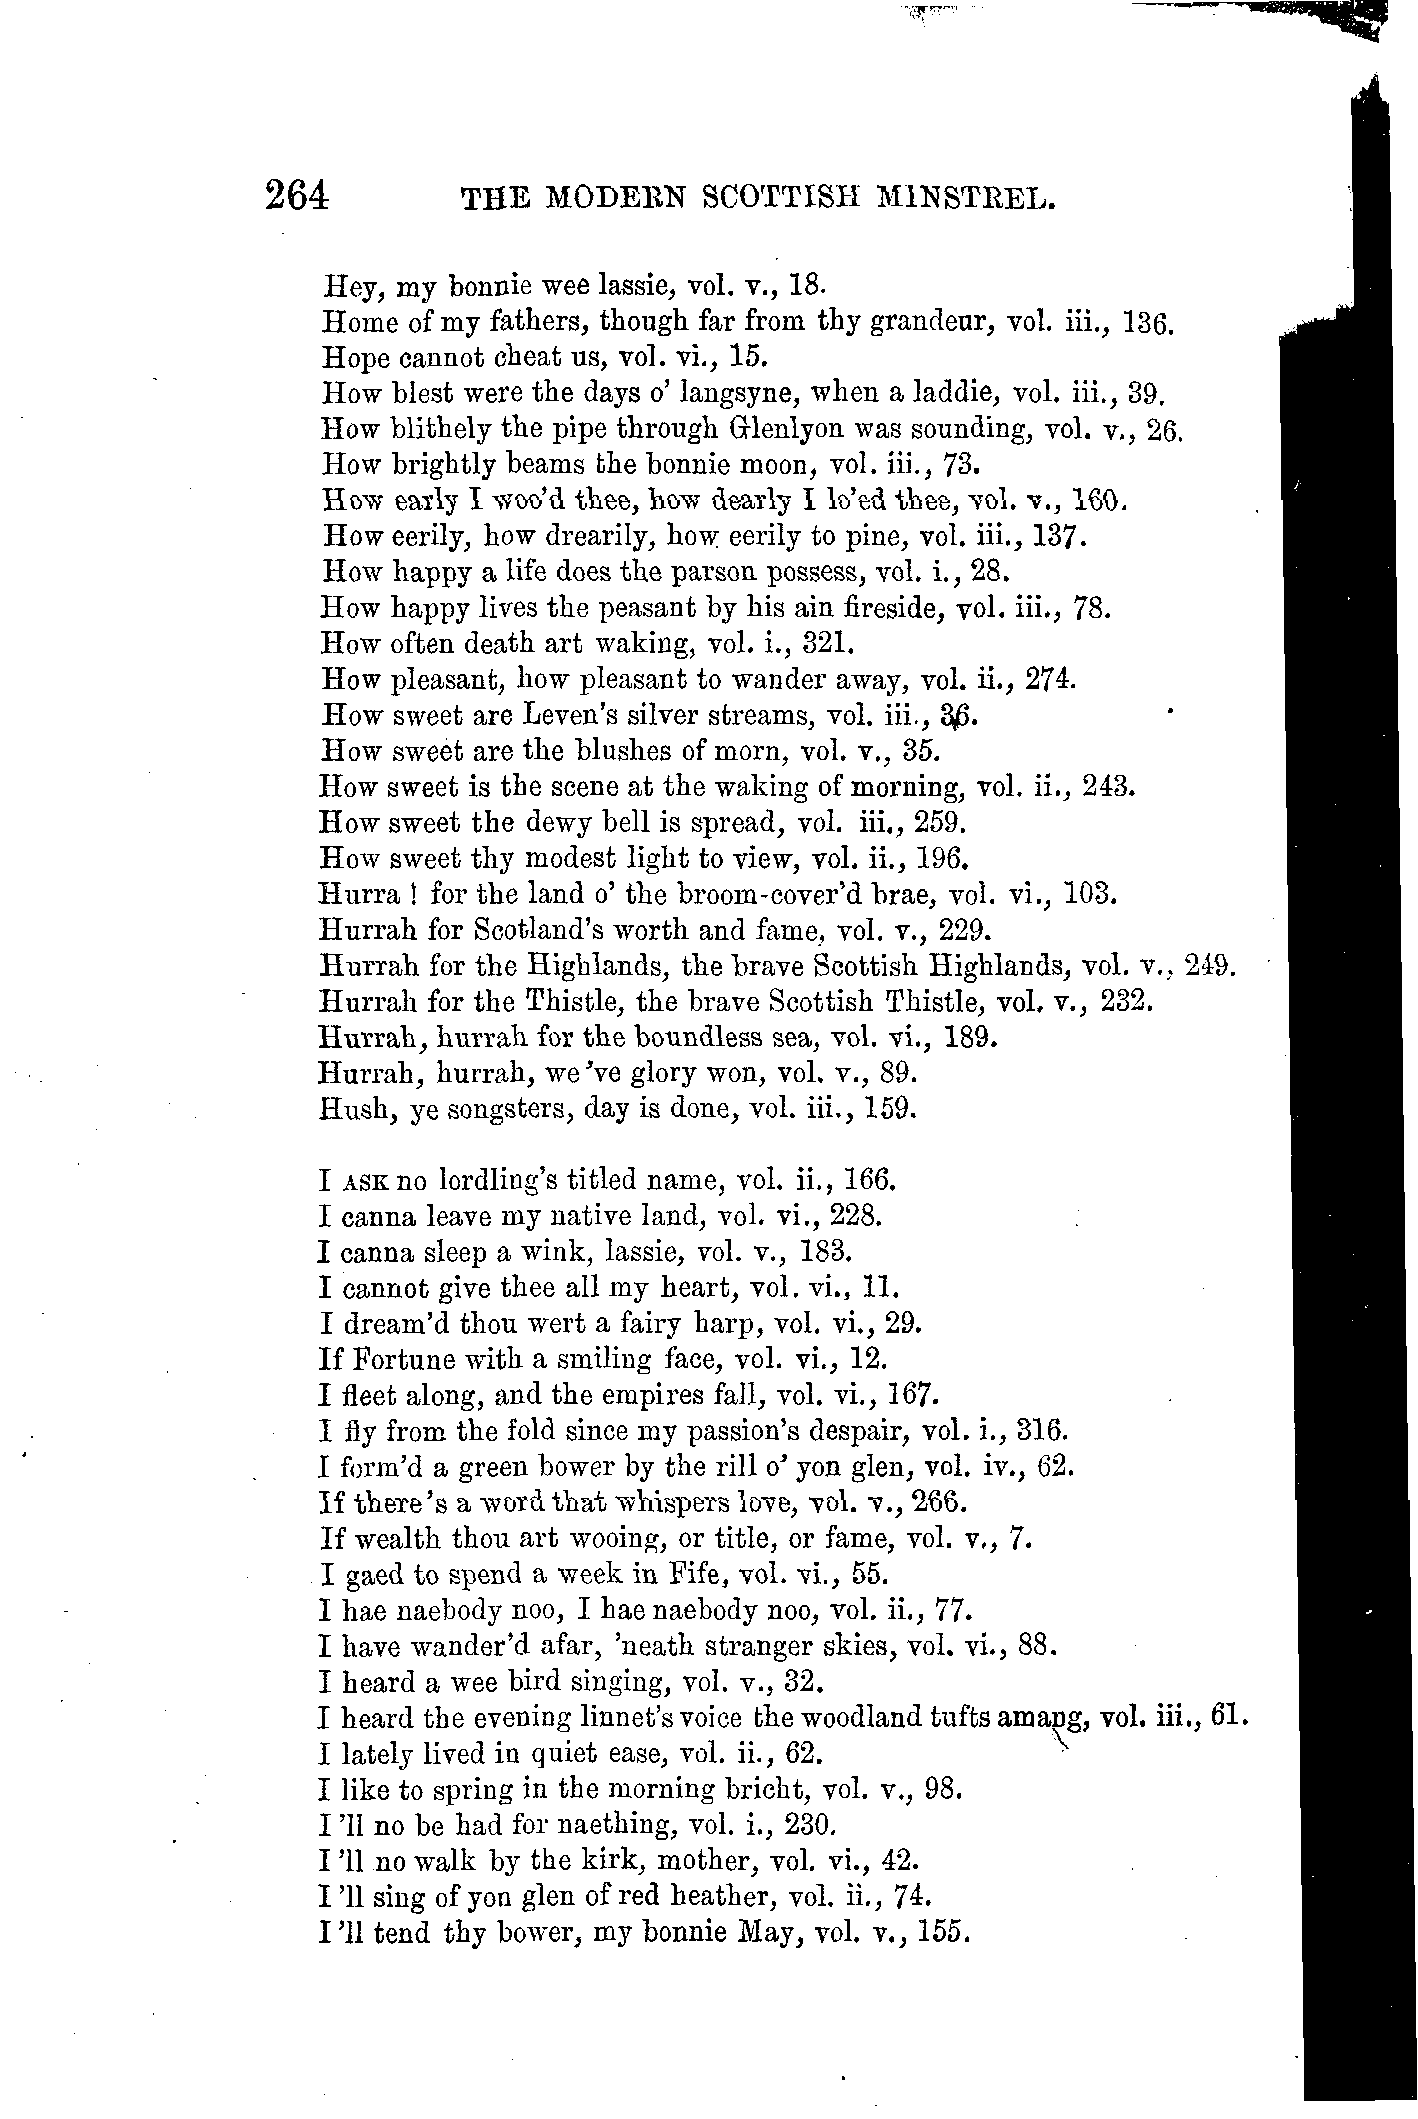 264 THE MODERN SCOTTISH MINSTREL.
Hey, my bonnie wee lassie, vol. v., 18.
Home of my fathers, though far from thy grandeur, vol. iii., 136.
Hope cannot cheat us, vol. vi., 15.
How blest were the days o' langsyne, when a laddie, vol. iii., 39.
How blithely the pipe through Glenlyon was sounding, vol. v., 26.
How brightly beams the bonnie moon, vol. iii., 73.
How early I woo'd thee, how dearly I lo'ed thee, vol. v., 160.
How eerily, how drearily, how eerily to pine, vol. iii., 137.
How happy a life does the parson possess, vol. i., 28.
How happy lives the peasant by his ain fireside, vol. iii., 78.
How often death art waking, vol. i., 321.
How pleasant, how pleasant to wander away, vol. ii., 274.
How sweet are Leven's silver streams, vol. iii., 36.
How sweet are the blushes of morn, vol. v., 35.
How sweet is the scene at the waking of morning, vol. ii., 243.
How sweet the dewy bell is spread, vol. iii., 259.
How sweet thy modest light to view, vol. ii., 196.
Hurra ! for the land o' the broom-cover'd brae, vol. vi., 103.
Hurrah for Scotland's worth and fame, vol. v., 229.
Hurrah for the Highlands, the brave Scottish Highlands, vol. v., 249.
Hurrah for the Thistle, the brave Scottish Thistle, vol. v., 232.
Hurrah, hurrah for the boundless sea, vol. vi., 189.
Hurrah, hurrah, we 've glory won, vol. v., 89.
Hush, ye songsters, day is done, vol. iii., 159.
I ASK no lordling's titled name, vol. ii., 166.
I canna leave my native land, vol. vi., 228.
I canna sleep a wink, lassie, vol. v., 183.
I cannot give thee all my heart, vol. vi., 11.
I dream'd thou wert a fairy harp, vol. vi., 29.
If Fortune with a smiling face, vol. vi., 12.
I fleet along, and the empires fall, vol. vi., 167.
I fly from the fold since my passion's despair, vol. i., 316.
I form'd a green bower by the rill o' yon glen, vol. iv., 62.
If there 's a word that whispers love, vol. v., 266.
If wealth thou art wooing, or title, or fame, vol. v., 7.
I gaed to spend a week in Fife, vol. vi., 55.
I hae naebody noo, I hae naebody noo, vol. ii., 77.
I have wander'd afar, 'neath stranger skies, vol. vi., 88.
I heard a wee bird singing, vol. v., 32.
I heard the evening linnet's voice the woodland tufts amang, vol. iii., 61.
I lately lived in quiet ease, vol. ii., 62.
I like to spring in the morning bricht, vol. v., 98.
I 'll no be had for naething, vol. i., 230.
I 'll no walk by the kirk, mother, vol. vi., 42.
I 'll sing of yon glen of red heather, vol. ii., 74.
I 'll tend thy bower, my bonnie May, vol. v., 155.